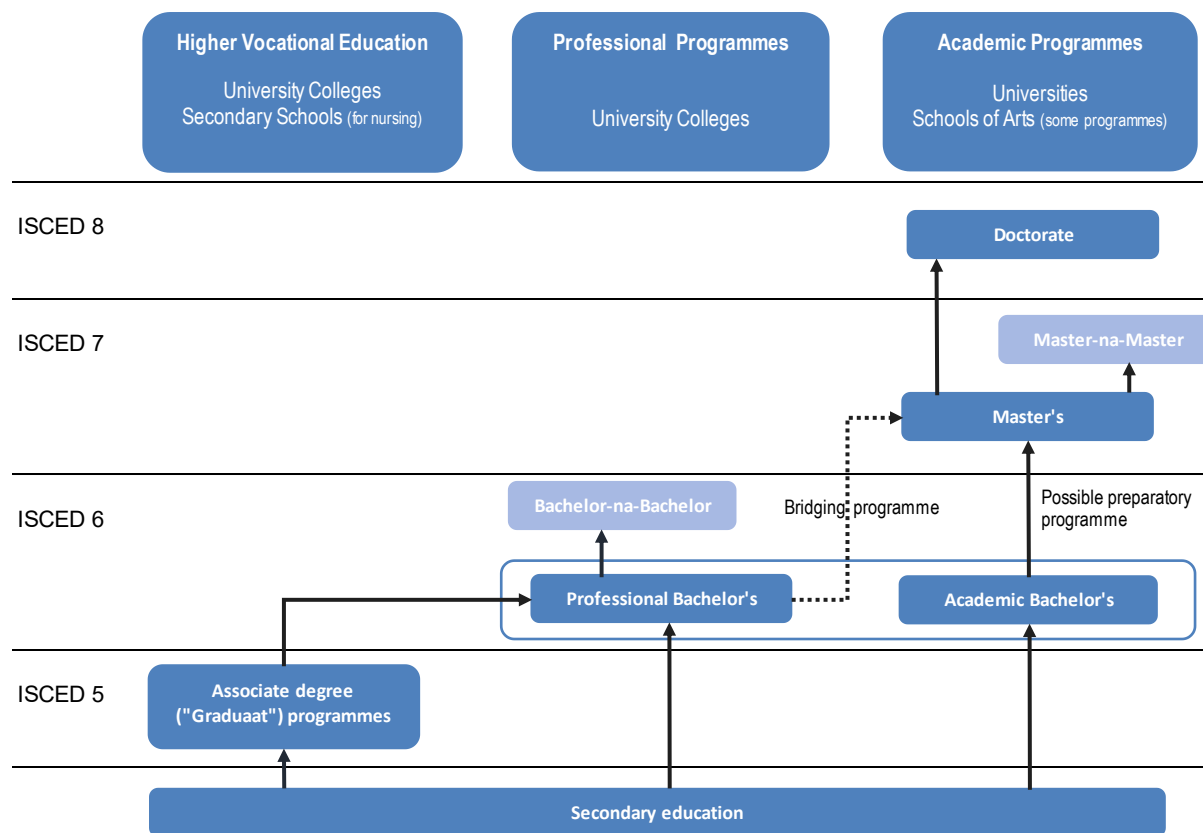 Higher Vocational Education
University Colleges
Secondary Schools (for nursing)
Professional Programmes
University Colleges
Academic Programmes
Universities
Schools of Arts (some programmes)
ISCED 8
Doctorate
ISCED 7
Master-na-Master
Master's
ISCED 6
Bachelor-na-Bachelor
Bridging programme
Possible preparatory
programme
Professional Bachelor's
Academic Bachelor's
ISCED 5
Associate degree
("Graduaat") programmes
Secondary education